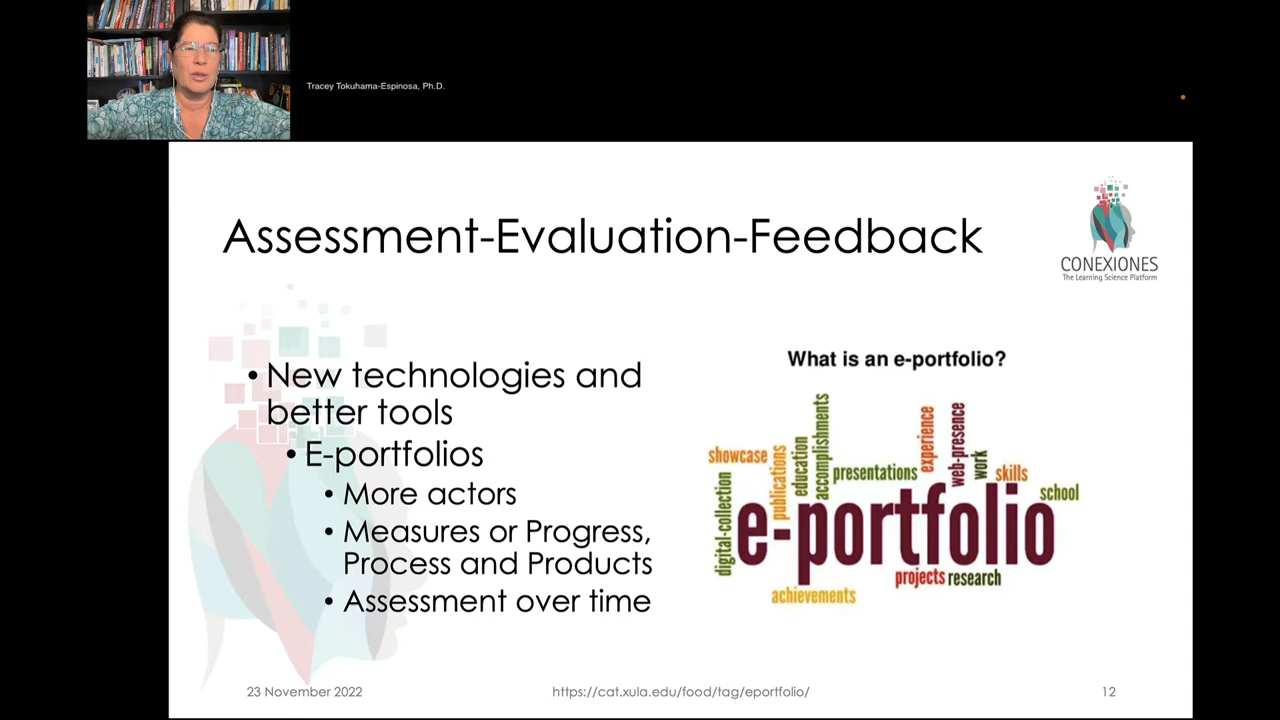 Tracey Tokuhama-Espinosa, Ph.D.
Assessment-Evaluation-Feedback
CONEXIONES
The Learning Science Platform
• New technologies and
better tools
• E-portfolios
• More actors
• Measures or Progress,
Process and Products
• Assessment over time
What is an e-portfolio?
showcase
digital-collection
publications
education
accomplishments
presentations
experience
web-presence
work
skills
school
e-portfolio
projects
research
achievements
23 November 2022
https://cat.xula.edu/food/tag/eportfolio/
12